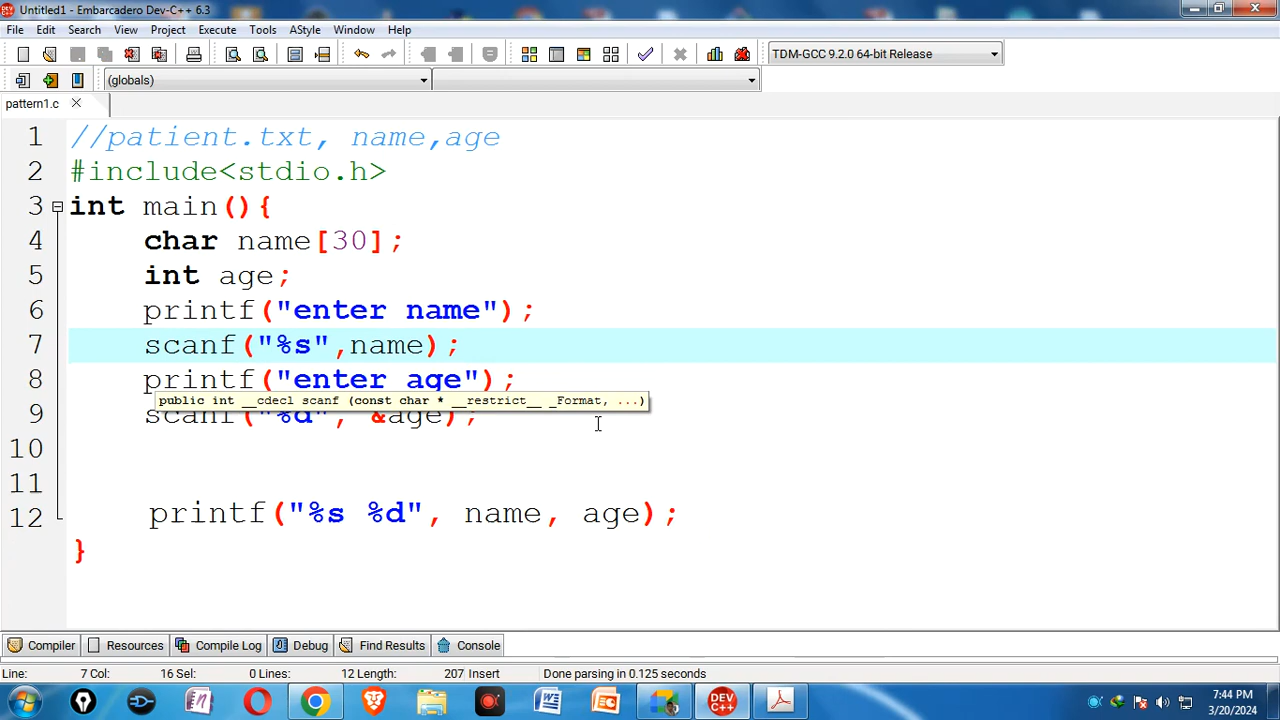 Untitled1 - Embarcadero Dev-C++ 6.3
File Edit Search View Project Execute Tools AStyle Window Help
TDM-GCC 9.2.0 64-bit Release
(globals)
pattern1.c
1 //patient.txt, name,age
2 #include<stdio.h>
3 int main(){
4 char name[30];
5 int age;
6 printf("enter name");
7 scanf("%s",name);
8 printf("enter age");
public int __cdecl scanf (const char * __restrict__ _Format, ...)
9 scanf("%d", &age);
10
11
12 printf("%s %d", name, age);
}
Compiler Resources Compile Log Debug Find Results Console
Line: 7 Col: 16 Sel: 0 Lines: 12 Length: 207 Insert Done parsing in 0.125 seconds
7:44 PM
3/20/2024